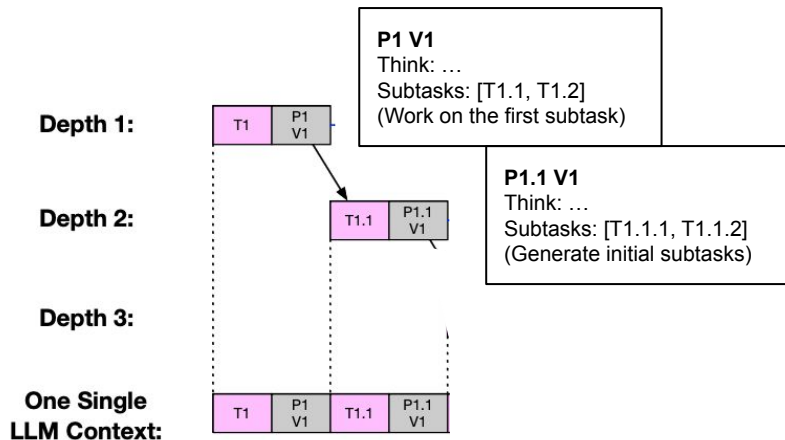 P1 V1
Think: …
Subtasks: [T1.1, T1.2]
(Work on the first subtask)
Depth 1:
T1
P1
V1
P1.1 V1
Think: …
Subtasks: [T1.1.1, T1.1.2]
(Generate initial subtasks)
Depth 2:
T1.1
P1.1
V1
Depth 3:
One Single
LLM Context:
T1
P1
V1
T1.1
P1.1
V1